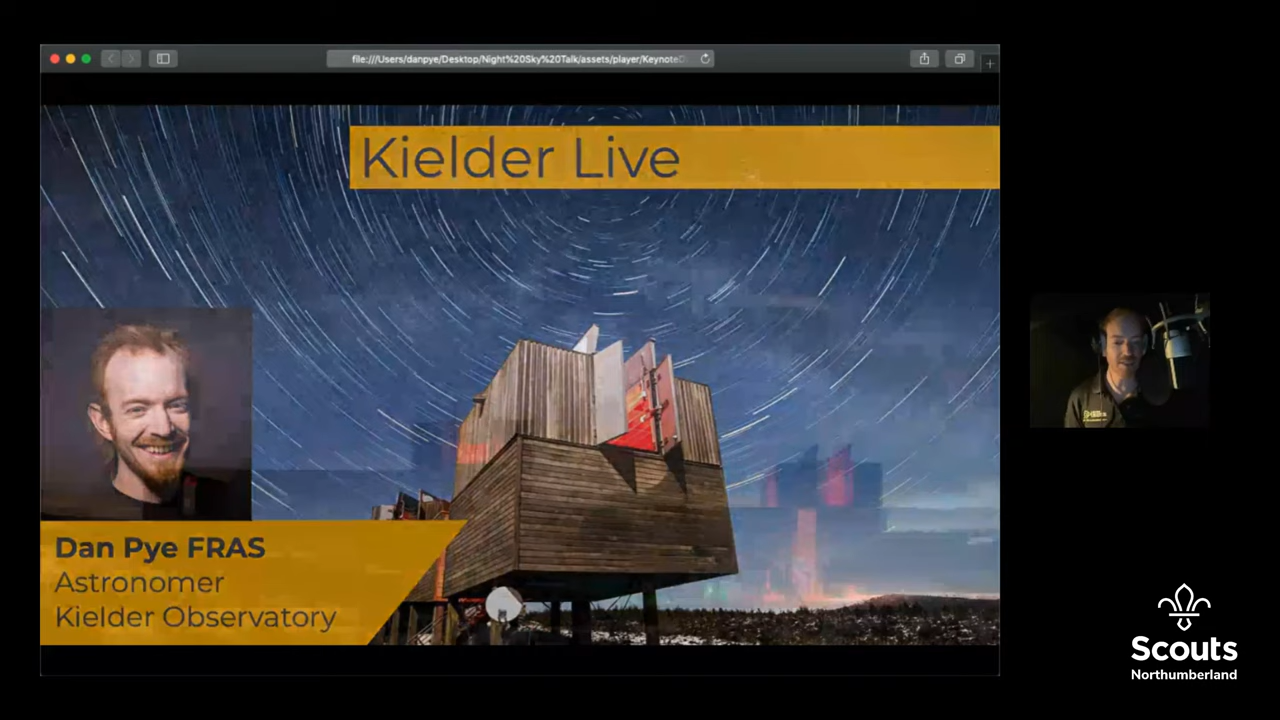 file:///Users/danpye/Desktop/Night%20Sky%20Talk/assets/player/Keynote
Kielder Live
Dan Pye FRAS
Astronomer
Kielder Observatory
Scouts
Northumberland